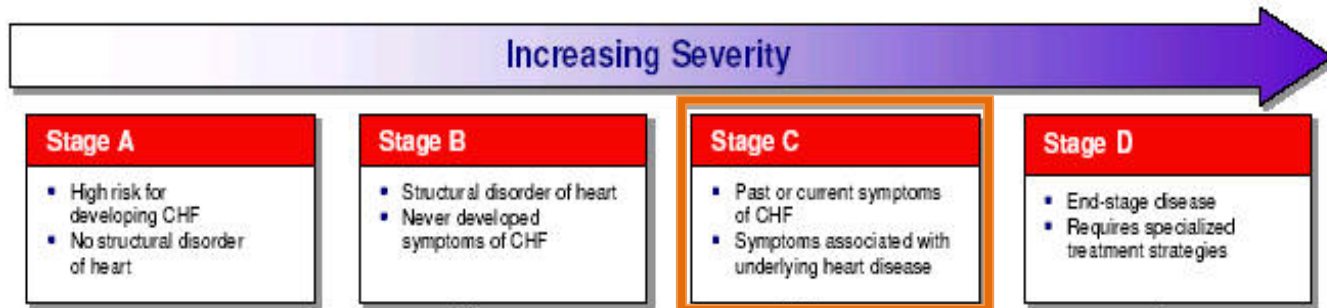 Increasing Severity
Stage A
▪ High risk for
developing CHF
▪ No structural disorder
of heart
Stage B
▪ Structural disorder of heart
▪ Never developed
symptoms of CHF
Stage C
▪ Past or current symptoms
of CHF
▪ Symptoms associated with
underlying heart disease
Stage D
▪ End-stage disease
▪ Requires specialized
treatment strategies